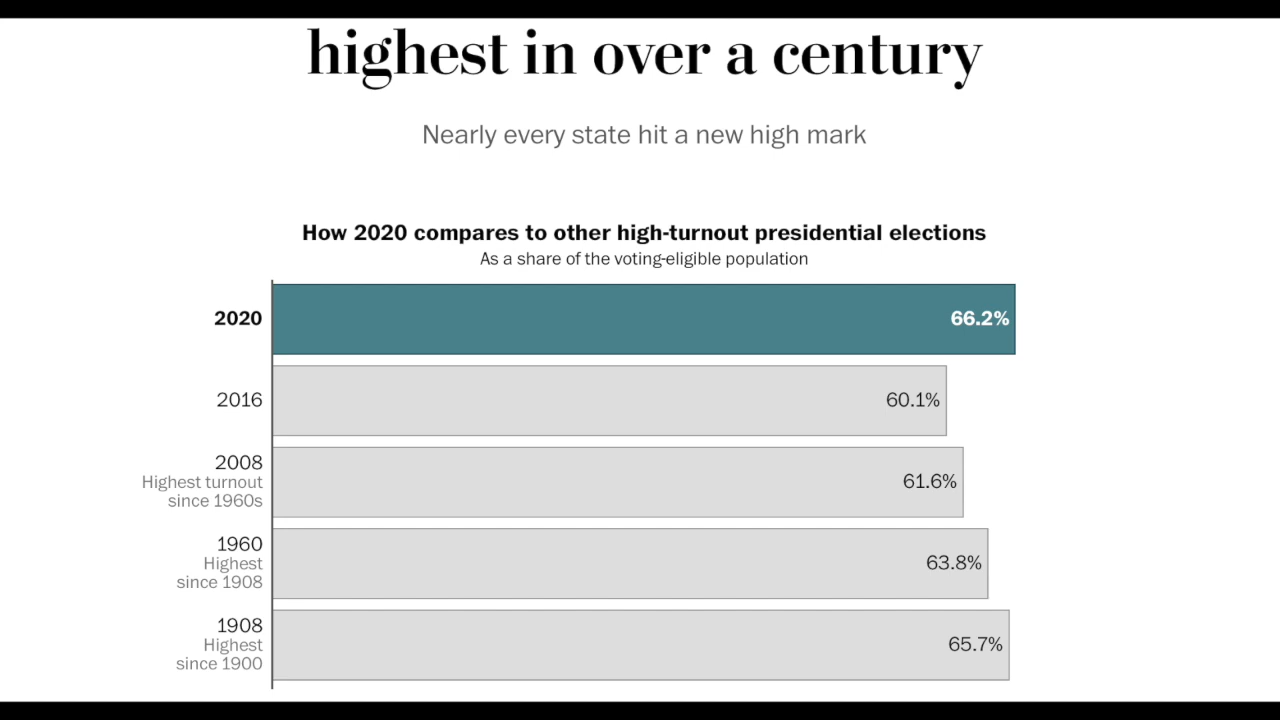 highest in over a century
Nearly every state hit a new high mark
How 2020 compares to other high-turnout presidential elections
As a share of the voting-eligible population
2020
66.2%
2016
60.1%
2008
Highest turnout
since 1960s
61.6%
1960
Highest
since 1908
63.8%
1908
Highest
since 1900
65.7%